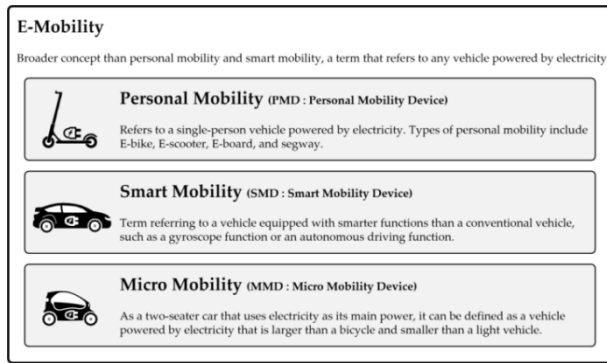 E-Mobility
Broader concept than personal mobility and smart mobility, a term that refers to any vehicle powered by electricity
Personal Mobility (PMD : Personal Mobility Device)
Refers to a single-person vehicle powered by electricity. Types of personal mobility include
E-bike, E-scooter, E-board, and segway.
Smart Mobility (SMD : Smart Mobility Device)
Term referring to a vehicle equipped with smarter functions than a conventional vehicle,
such as a gyroscope function or an autonomous driving function.
Micro Mobility (MMD : Micro Mobility Device)
As a two-seater car that uses electricity as its main power, it can be defined as a vehicle
powered by electricity that is larger than a bicycle and smaller than a light vehicle.